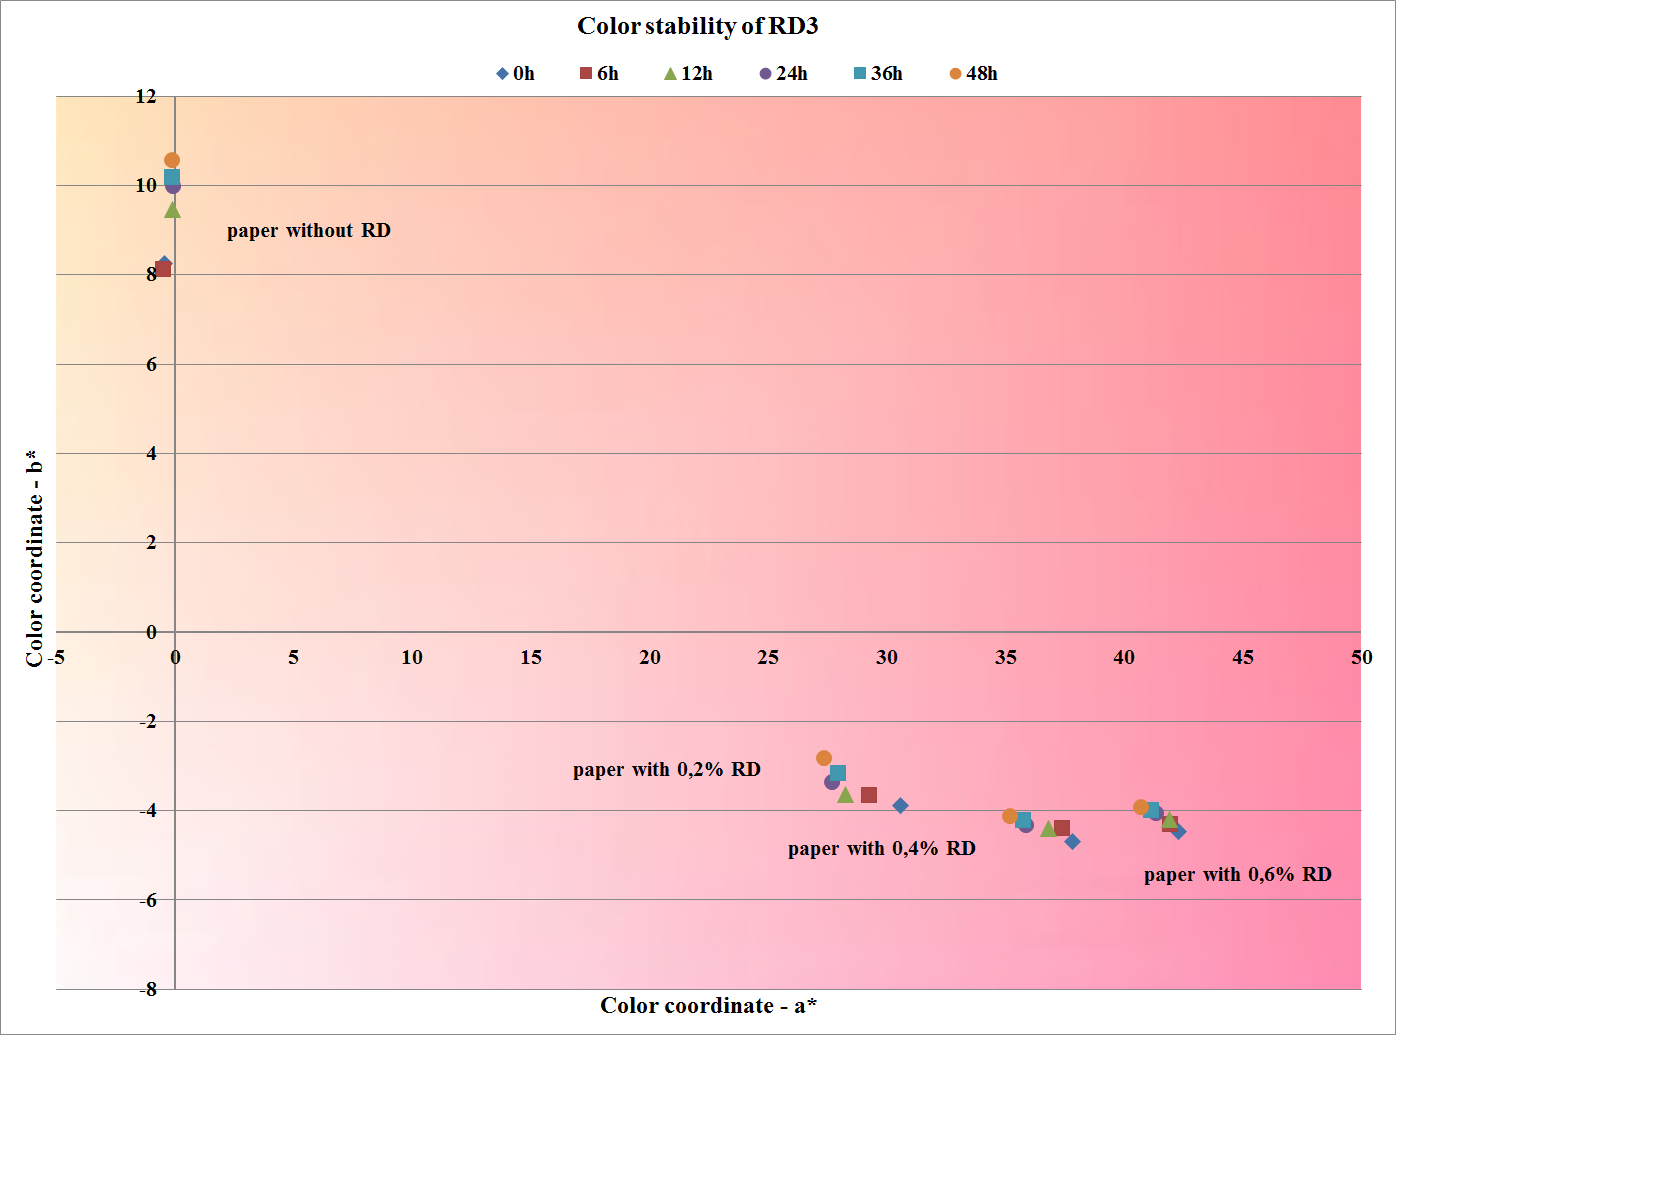 Color stability of RD3
0h 6h 12h 24h 36h 48h
12
10
paper without RD
8
6
4
2
0
Color coordinate - b*
-5 0 5 10 15 20 25 30 35 40 45 50
-2
paper with 0,2% RD
-4
paper with 0,4% RD
paper with 0,6% RD
-6
-8
Color coordinate - a*